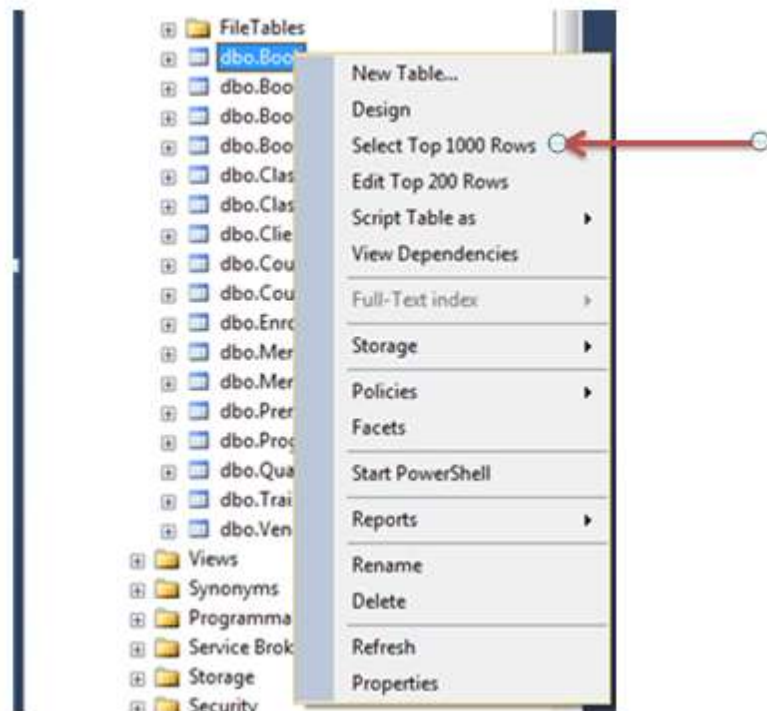 FileTables
dbo.Boo
dbo.Boo
dbo.Boo
dbo.Boo
dbo.Clas
dbo.Clas
dbo.Clie
dbo.Cou
dbo.Cou
dbo.Enro
dbo.Mer
dbo.Mer
dbo.Prer
dbo.Prog
dbo.Qua
dbo.Trai
dbo.Ven
Views
Synonyms
Programma
Service Brok
Storage
Security
New Table...
Design
Select Top 1000 Rows
Edit Top 200 Rows
Script Table as
View Dependencies
Full-Text index
Storage
Policies
Facets
Start PowerShell
Reports
Rename
Delete
Refresh
Properties